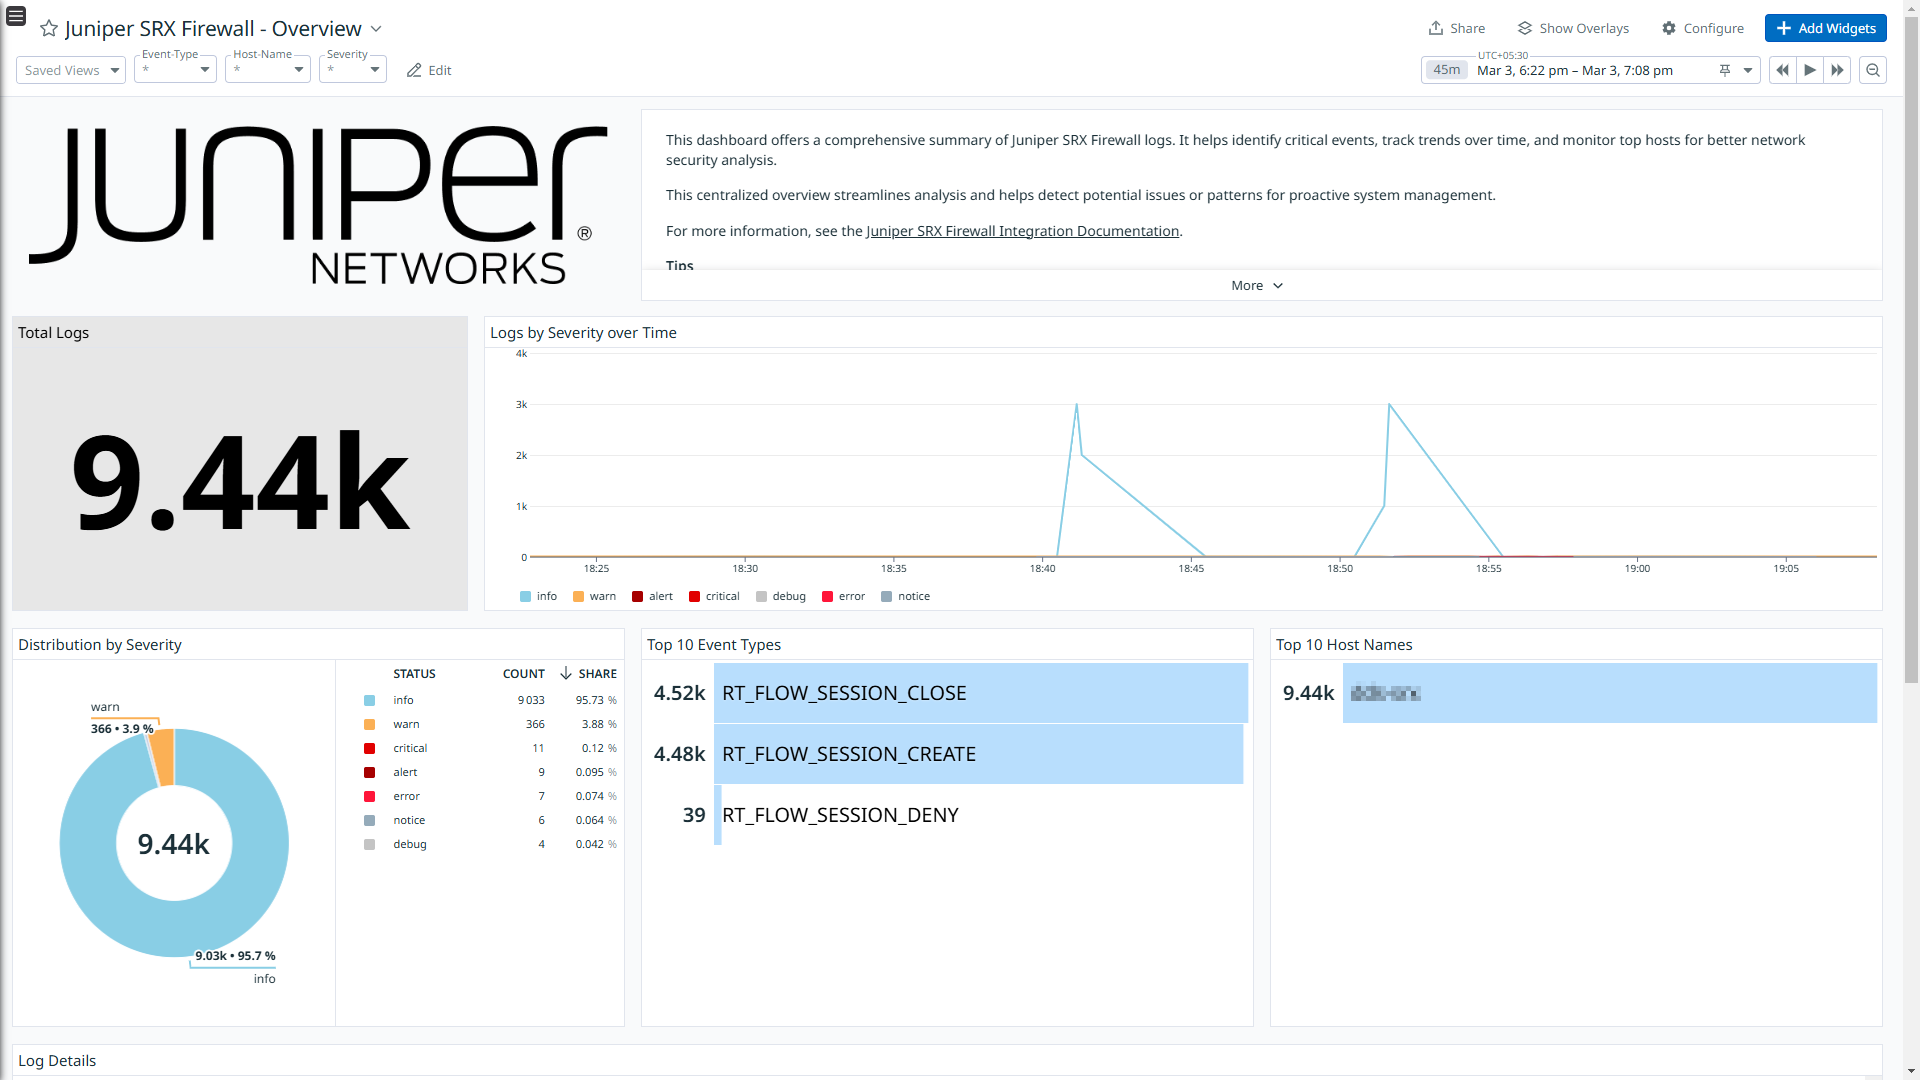 Juniper SRX Firewall - Overview
Share
Show Overlays
Configure
Add Widgets
Saved Views
Event-Type
*
Host-Name
*
Severity
*
Edit
UTC+05:30
45m
Mar 3, 6:22 pm – Mar 3, 7:08 pm
JUNIPEr®
NETWORKS
This dashboard offers a comprehensive summary of Juniper SRX Firewall logs. It helps identify critical events, track trends over time, and monitor top hosts for better network
security analysis.
This centralized overview streamlines analysis and helps detect potential issues or patterns for proactive system management.
For more information, see the Juniper SRX Firewall Integration Documentation.
Tips
More
Total Logs
9.44k
Logs by Severity over Time
4k
3k
2k
1k
0
18:25 18:30 18:35 18:40 18:45 18:50 18:55 19:00 19:05
info warn alert critical debug error notice
Distribution by Severity
warn
366 • 3.9 %
9.44k
9.03k • 95.7 %
info
STATUS COUNT SHARE
info 9 033 95.73 %
warn 366 3.88 %
critical 11 0.12 %
alert 9 0.095 %
error 7 0.074 %
notice 6 0.064 %
debug 4 0.042 %
Top 10 Event Types
4.52k RT_FLOW_SESSION_CLOSE
4.48k RT_FLOW_SESSION_CREATE
39 RT_FLOW_SESSION_DENY
Top 10 Host Names
9.44k
Log Details